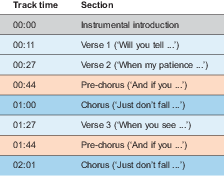 Track time Section
00:00 Instrumental introduction
00:11 Verse 1 (‘Will you tell ...’)
00:27 Verse 2 (‘When my patience ...’)
00:44 Pre-chorus (‘And if you ...’)
01:00 Chorus (‘Just don’t fail ...’)
01:27 Verse 3 (‘When you see ...’)
01:44 Pre-chorus (‘And if you ...’)
02:01 Chorus (‘Just don’t fail ...’)